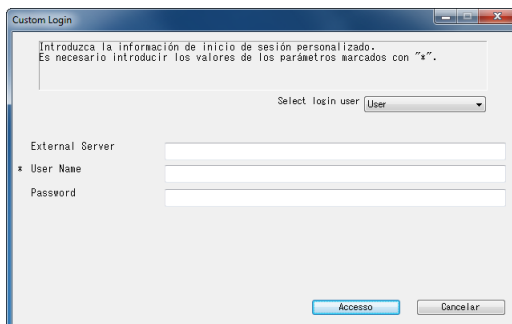 Custom Login
Introduzca la información de inicio de sesión personalizado.
Es necesario introducir los valores de los parámetros marcados con "*".
Select login user User
External Server
* User Name
Password
Accesso Cancelar